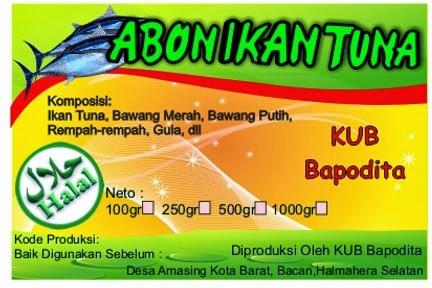 ABON IKAN TUNA
Komposisi:
Ikan Tuna, Bawang Merah, Bawang Putih,
Rempah-rempah, Gula, dll
KUB
Bapodita
حلال
Halal
Neto :
100gr 250gr 500gr 1000gr
Kode Produksi:
Baik Digunakan Sebelum :
Diproduksi Oleh KUB Bapodita
Desa Amasing Kota Barat, Bacan,Halmahera Selatan